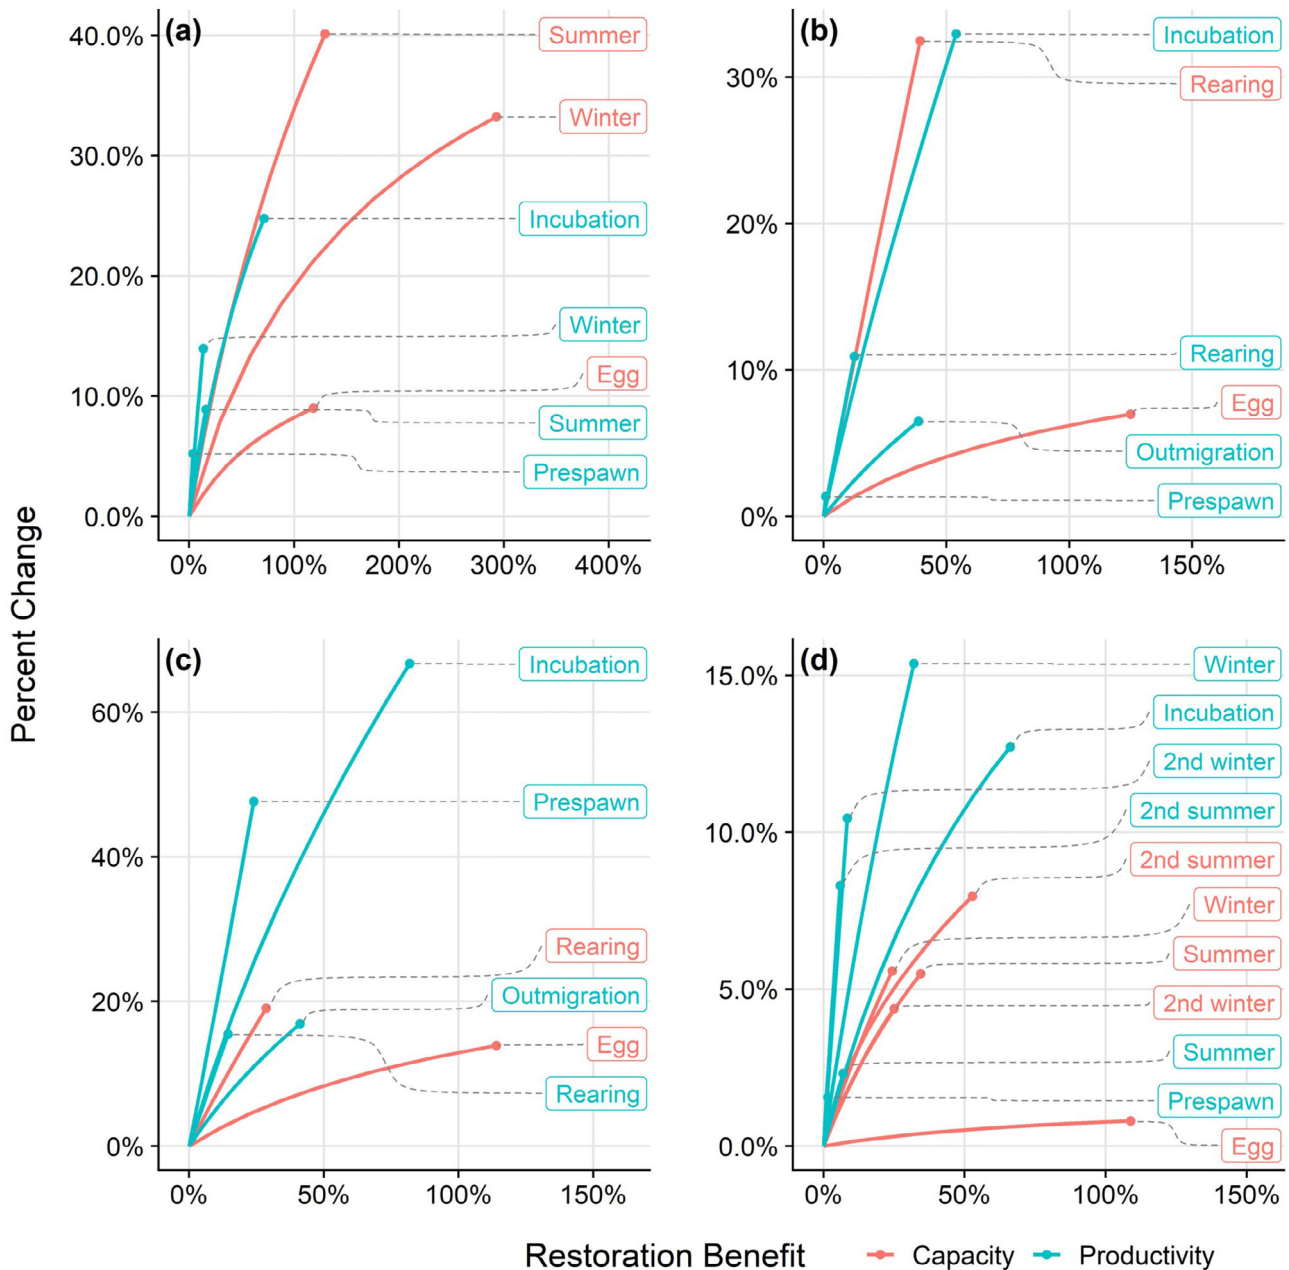 (a)
40.0%
30.0%
20.0%
10.0%
0.0%
Summer
Winter
Incubation
Winter
Egg
Summer
Prespawn
0%
100%
200%
300%
400%
(b)
30%
20%
10%
0%
Incubation
Rearing
Rearing
Egg
Outmigration
Prespawn
0%
50%
100%
150%
Percent Change
(c)
60%
40%
20%
0%
Incubation
Prespawn
Rearing
Outmigration
Egg
Rearing
0%
50%
100%
150%
(d)
15.0%
10.0%
5.0%
0.0%
Winter
Incubation
2nd winter
2nd summer
2nd summer
Winter
Summer
2nd winter
Summer
Prespawn
Egg
0%
50%
100%
150%
Restoration Benefit
Capacity
Productivity